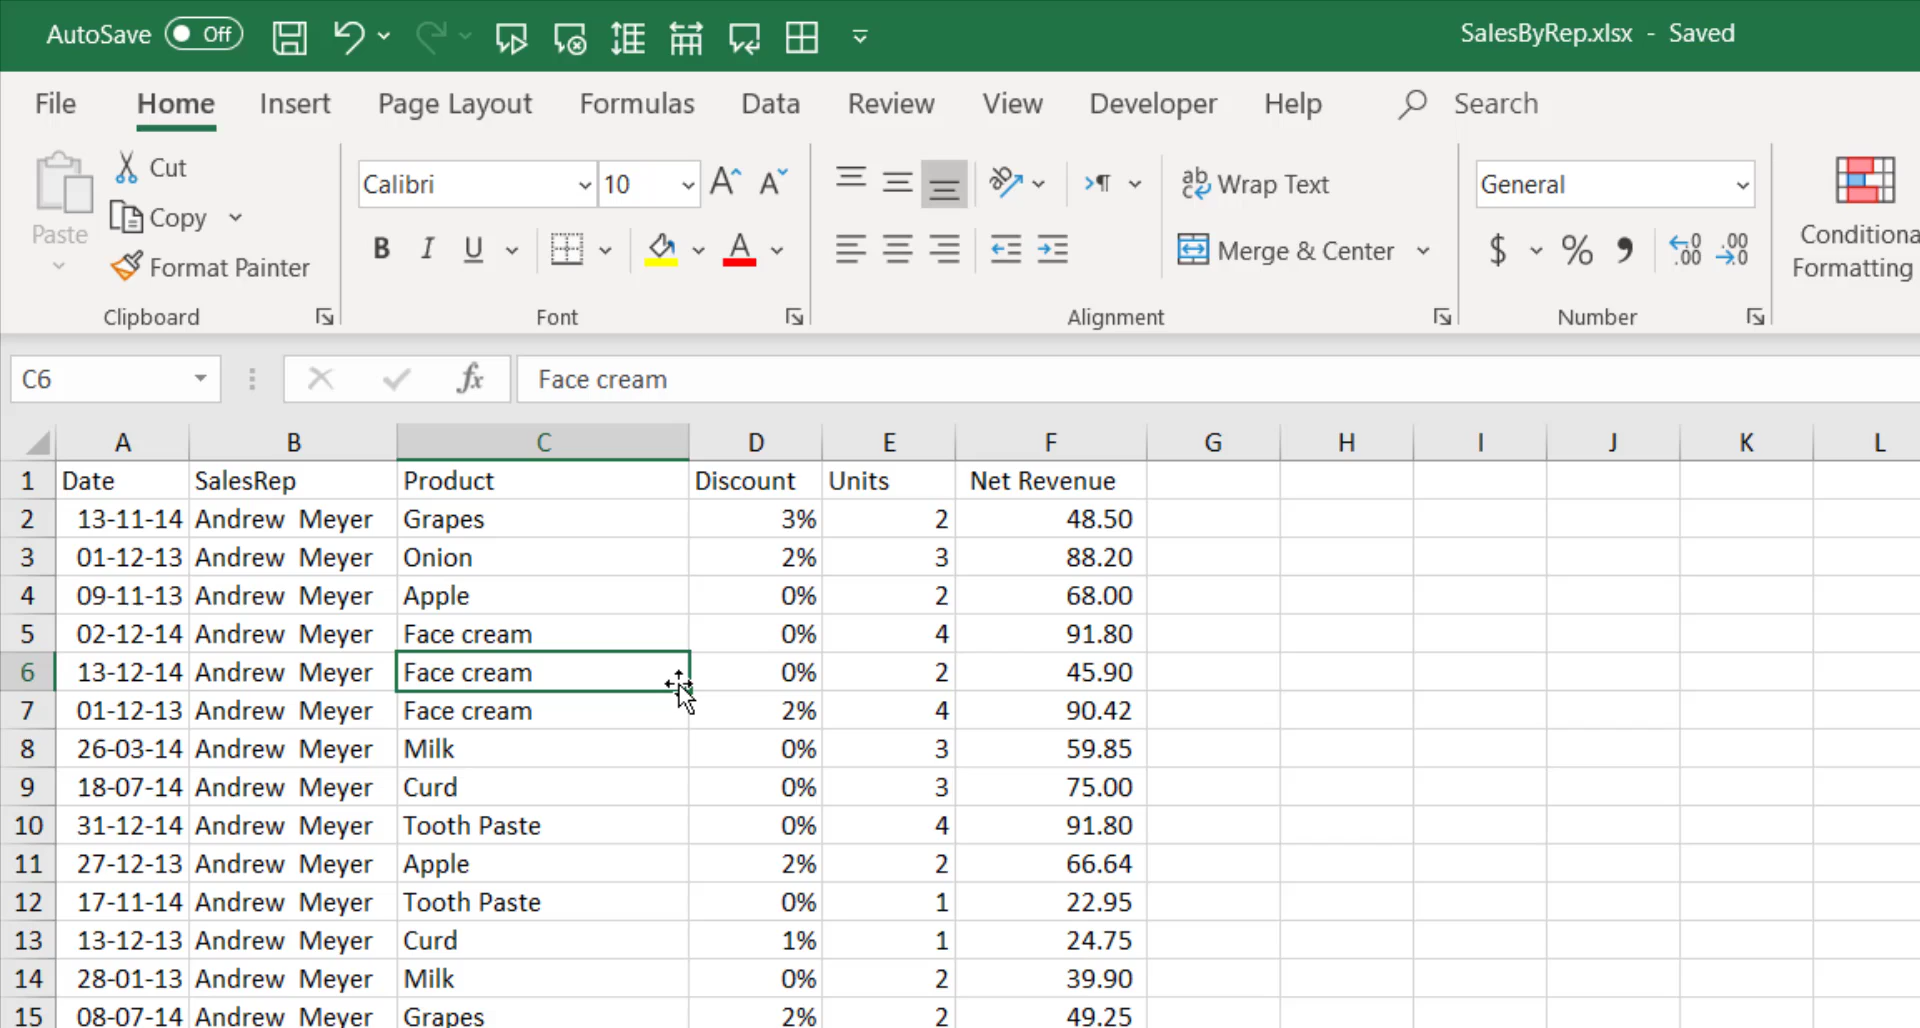 AutoSave Off SalesByRep.xlsx - Saved
File Home Insert Page Layout Formulas Data Review View Developer Help Search
Paste Cut Copy Format Painter
Calibri 10 A A
B I U A
ab Wrap Text
Merge & Center
General
$ % , .00 .00
Conditiona
Formatting
Clipboard Font Alignment Number
C6 fx Face cream
A B C D E F G H I J K L
1 Date SalesRep Product Discount Units Net Revenue
2 13-11-14 Andrew Meyer Grapes 3% 2 48.50
3 01-12-13 Andrew Meyer Onion 2% 3 88.20
4 09-11-13 Andrew Meyer Apple 0% 2 68.00
5 02-12-14 Andrew Meyer Face cream 0% 4 91.80
6 13-12-14 Andrew Meyer Face cream 0% 2 45.90
7 01-12-13 Andrew Meyer Face cream 2% 4 90.42
8 26-03-14 Andrew Meyer Milk 0% 3 59.85
9 18-07-14 Andrew Meyer Curd 0% 3 75.00
10 31-12-14 Andrew Meyer Tooth Paste 0% 4 91.80
11 27-12-13 Andrew Meyer Apple 2% 2 66.64
12 17-11-14 Andrew Meyer Tooth Paste 0% 1 22.95
13 13-12-13 Andrew Meyer Curd 1% 1 24.75
14 28-01-13 Andrew Meyer Milk 0% 2 39.90
15 08-07-14 Andrew Meyer Grapes 2% 2 49.25